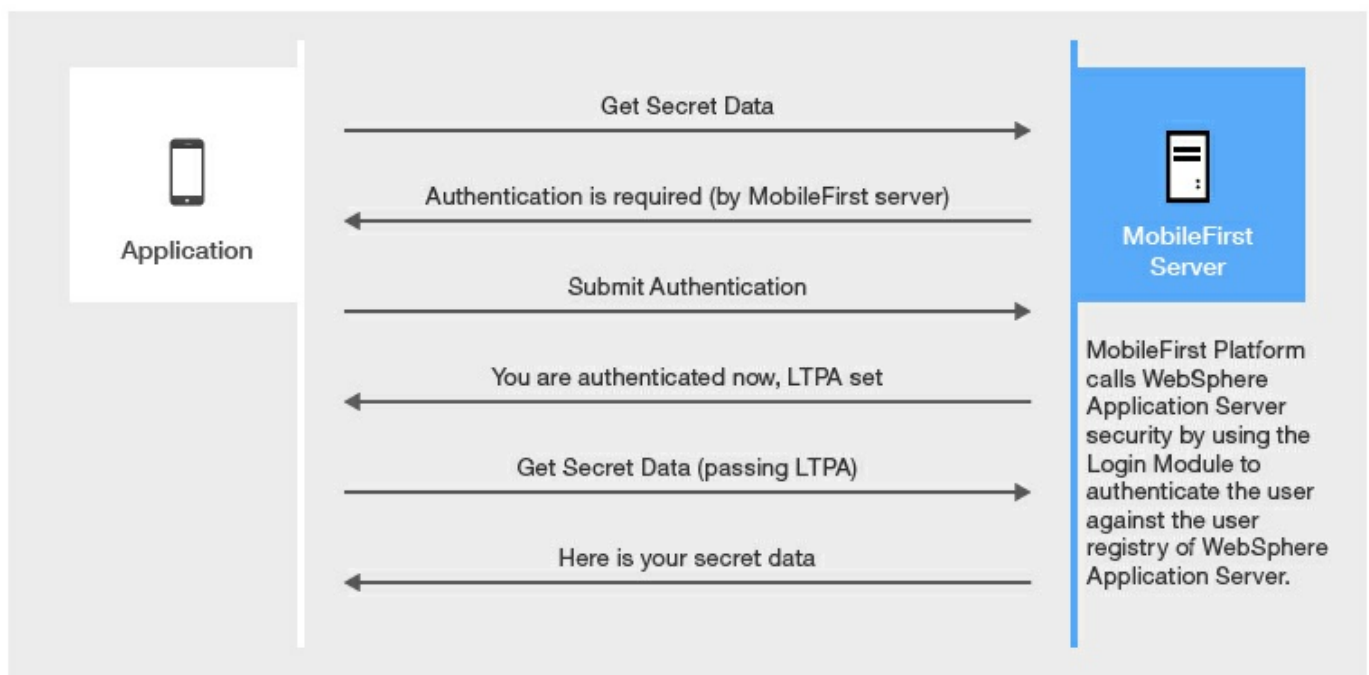 Get Secret Data
Authentication is required (by MobileFirst server)
Application
MobileFirst
Server
Submit Authentication
You are authenticated now, LTPA set
Get Secret Data (passing LTPA)
Here is your secret data
MobileFirst Platform
calls WebSphere
Application Server
security by using the
Login Module to
authenticate the user
against the user
registry of WebSphere
Application Server.